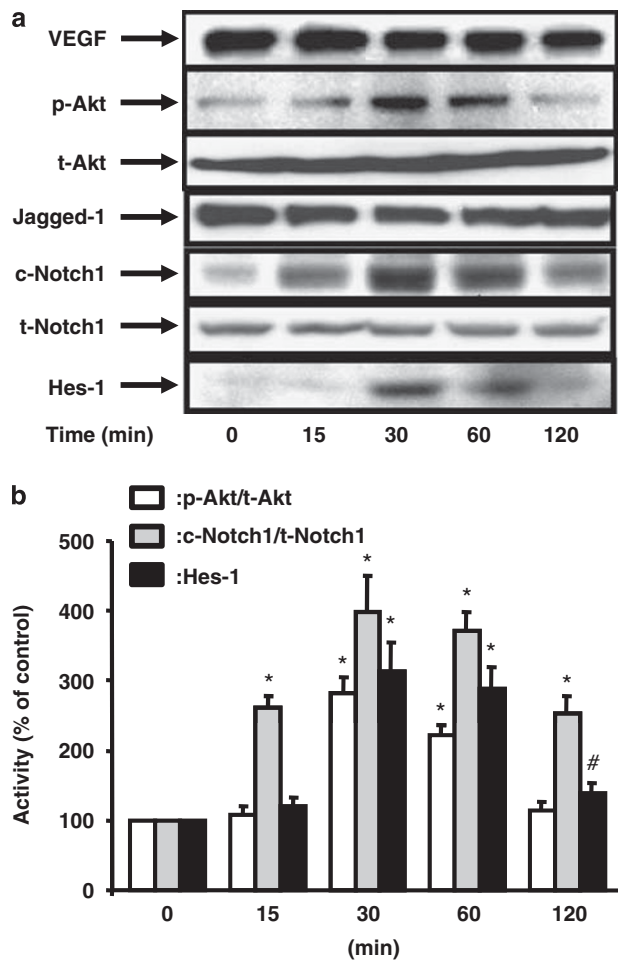 a
VEGF
p-Akt
t-Akt
Jagged-1
c-Notch1
t-Notch1
Hes-1
Time (min) 0 15 30 60 120
b
:p-Akt/t-Akt
:c-Notch1/t-Notch1
:Hes-1
Activity (% of control)
500
400
300
200
100
0
* * * * * * * * #
0 15 30 60 120
(min)